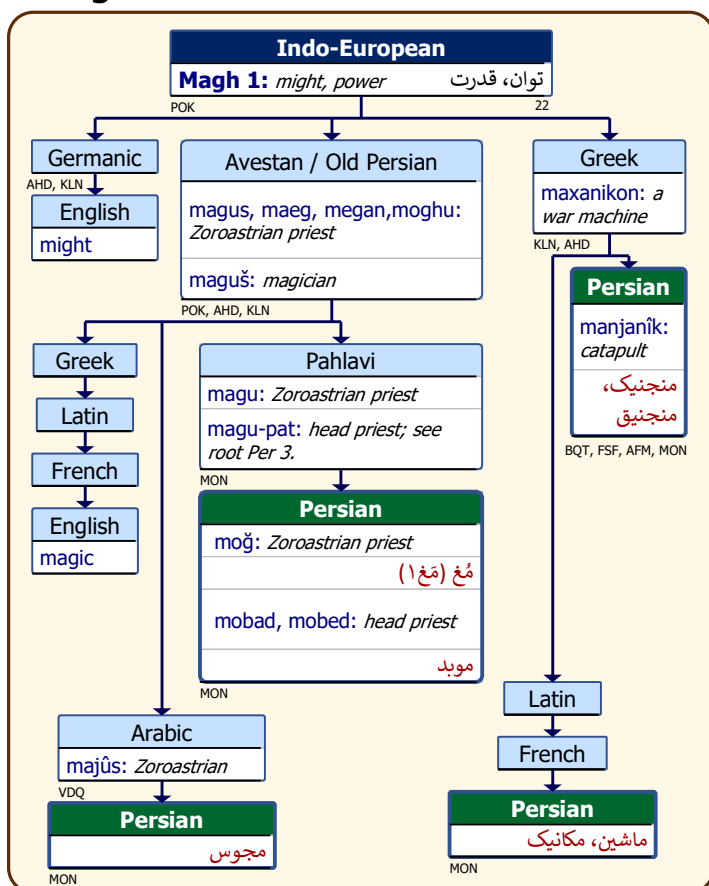 Indo-European
Magh 1: might, power توان، قدرت
POK 22
Germanic
AHD, KLN
English
might
Avestan / Old Persian
magus, maeg, megan,moghu:
Zoroastrian priest
maguš: magician
POK, AHD, KLN
Greek
maxanikon: a
war machine
KLN, AHD
Persian
manjanîk:
catapult
منجنیک،
منجنیق
BQT, FSF, AFM, MON
Greek
Latin
French
English
magic
Pahlavi
magu: Zoroastrian priest
magu-pat: head priest; see
root Per 3.
MON
Persian
moğ: Zoroastrian priest
مُغ (مَغ۱)
mobad, mobed: head priest
موبد
MON
Arabic
majûs: Zoroastrian
VDQ
Persian
مجوس
MON
Latin
French
Persian
ماشین، مکانیک
MON